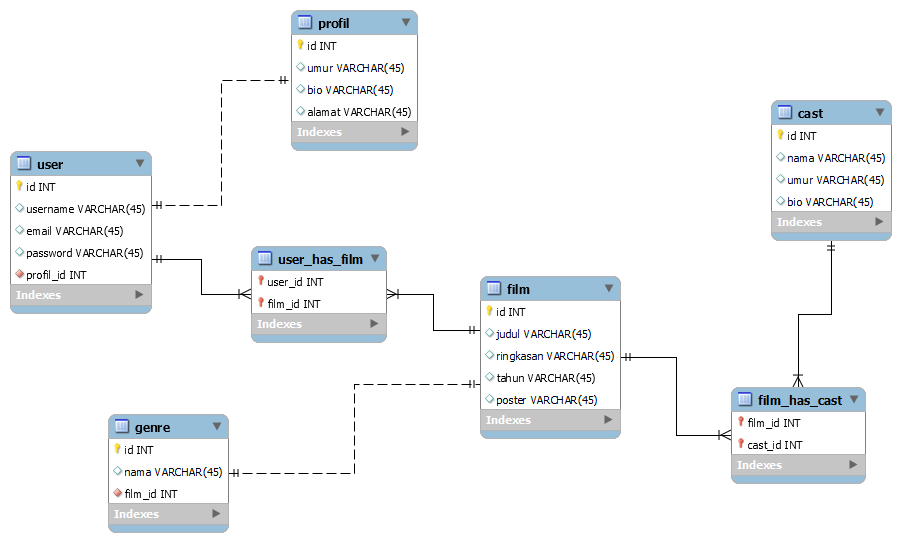 profil
id INT
umur VARCHAR(45)
bio VARCHAR(45)
alamat VARCHAR(45)
Indexes
cast
id INT
nama VARCHAR(45)
umur VARCHAR(45)
bio VARCHAR(45)
Indexes
user
id INT
username VARCHAR(45)
email VARCHAR(45)
password VARCHAR(45)
profil_id INT
Indexes
user_has_film
user_id INT
film_id INT
Indexes
film
id INT
judul VARCHAR(45)
ringkasan VARCHAR(45)
tahun VARCHAR(45)
poster VARCHAR(45)
Indexes
film_has_cast
film_id INT
cast_id INT
Indexes
genre
id INT
nama VARCHAR(45)
film_id INT
Indexes